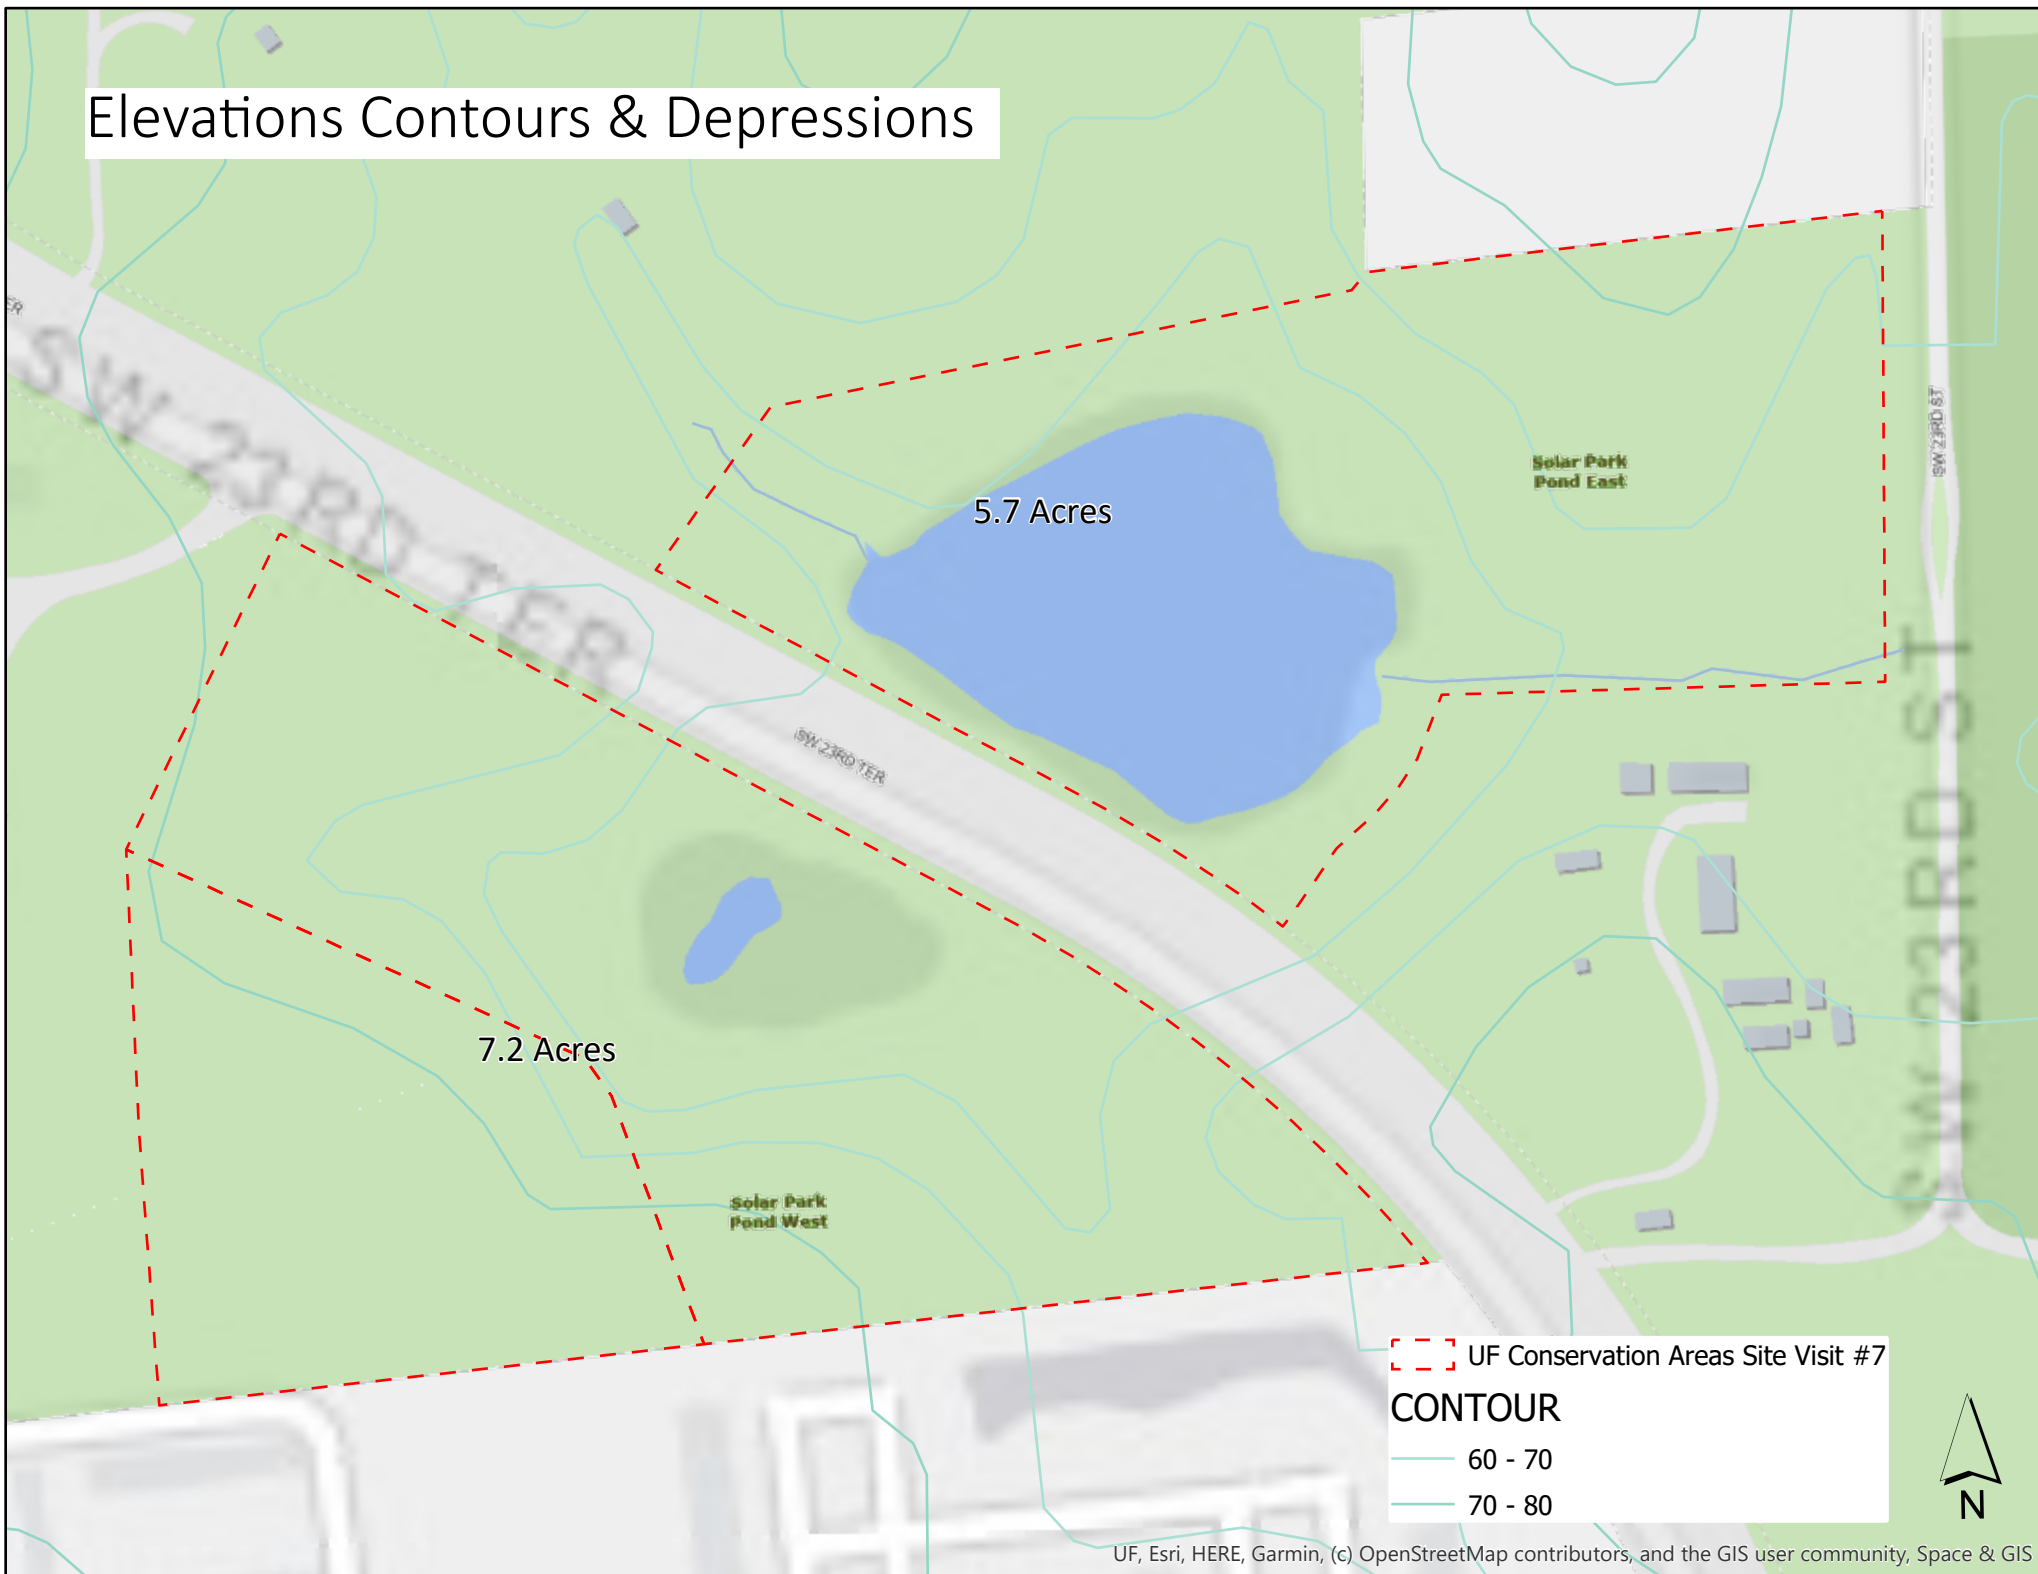 Elevations Contours & Depressions
ER
SW 23RD TER
SW 23RD TER
5.7 Acres
Solar Park
Pond East
SW 23RD ST
SW 23RD ST
7.2 Acres
Solar Park
Pond West
UF Conservation Areas Site Visit #7
CONTOUR
60 - 70
70 - 80
N
UF, Esri, HERE, Garmin, (c) OpenStreetMap contributors, and the GIS user community, Space & GIS